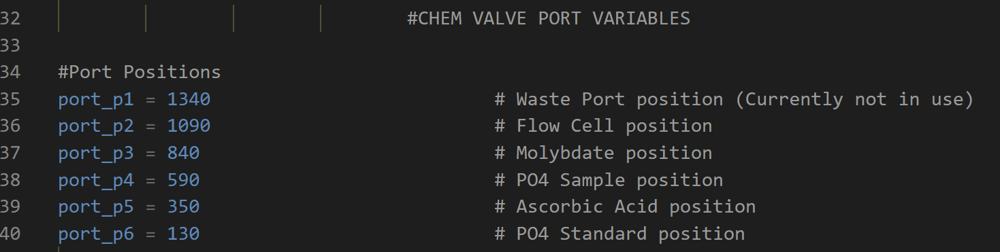 32 #CHEM VALVE PORT VARIABLES
33
34 #Port Positions
35 port_p1 = 1340 # Waste Port position (Currently not in use)
36 port_p2 = 1090 # Flow Cell position
37 port_p3 = 840 # Molybdate position
38 port_p4 = 590 # PO4 Sample position
39 port_p5 = 350 # Ascorbic Acid position
40 port_p6 = 130 # PO4 Standard position